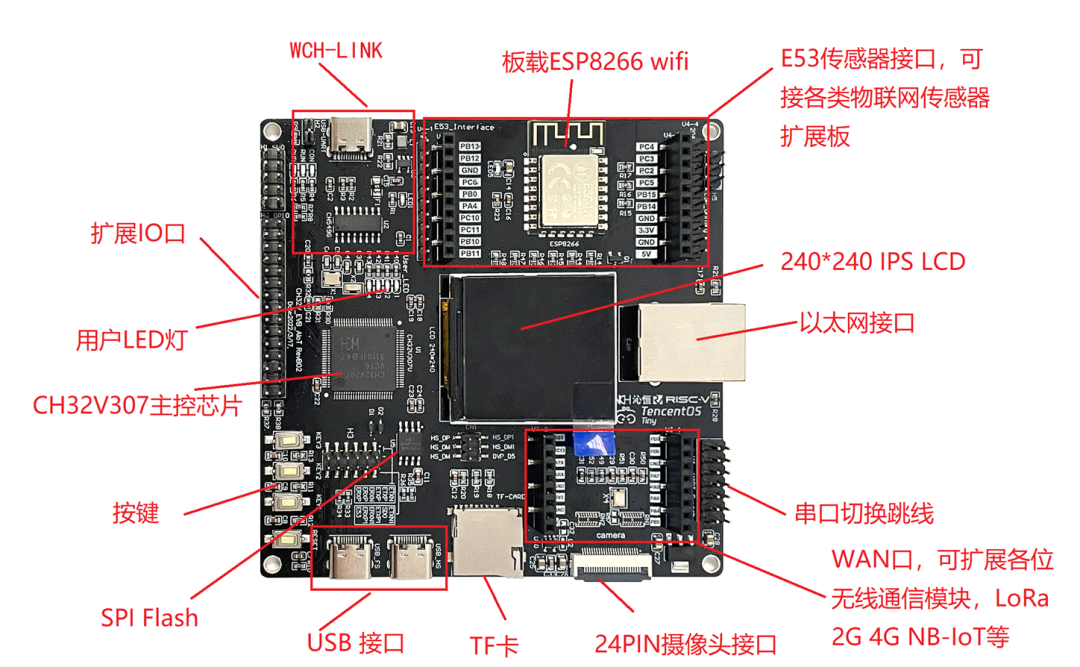 WCH-LINK
板载ESP8266 wifi
E53传感器接口，可
接各类物联网传感器
扩展板
扩展IO口
用户LED灯
CH32V307主控芯片
按键
SPI Flash
USB 接口
TF卡
24PIN摄像头接口
240*240 IPS LCD
以太网接口
串口切换跳线
WAN口，可扩展各位
无线通信模块，LoRa
2G 4G NB-IoT等
E53_Interface
PB13
PB12
GND
PC6
PB0
PA4
PC10
PC11
PB10
PB11
PC4
PC3
PC2
PC5
PB15
PB14
GND
3.3V
GND
5V
ESP8266
CH549G
User LED
LCD 240*240
CH32V307V
CH32V_EVB_AIoT RevB02
WCH
沁恒
RISC-V
TencentOS
Tiny
HS_DP
HS_DM
HS_DP1
HS_DM1
DVP_D5
TF-CARD
camera
KEY3
KEY2
RESET
USB_FS
USB_HS